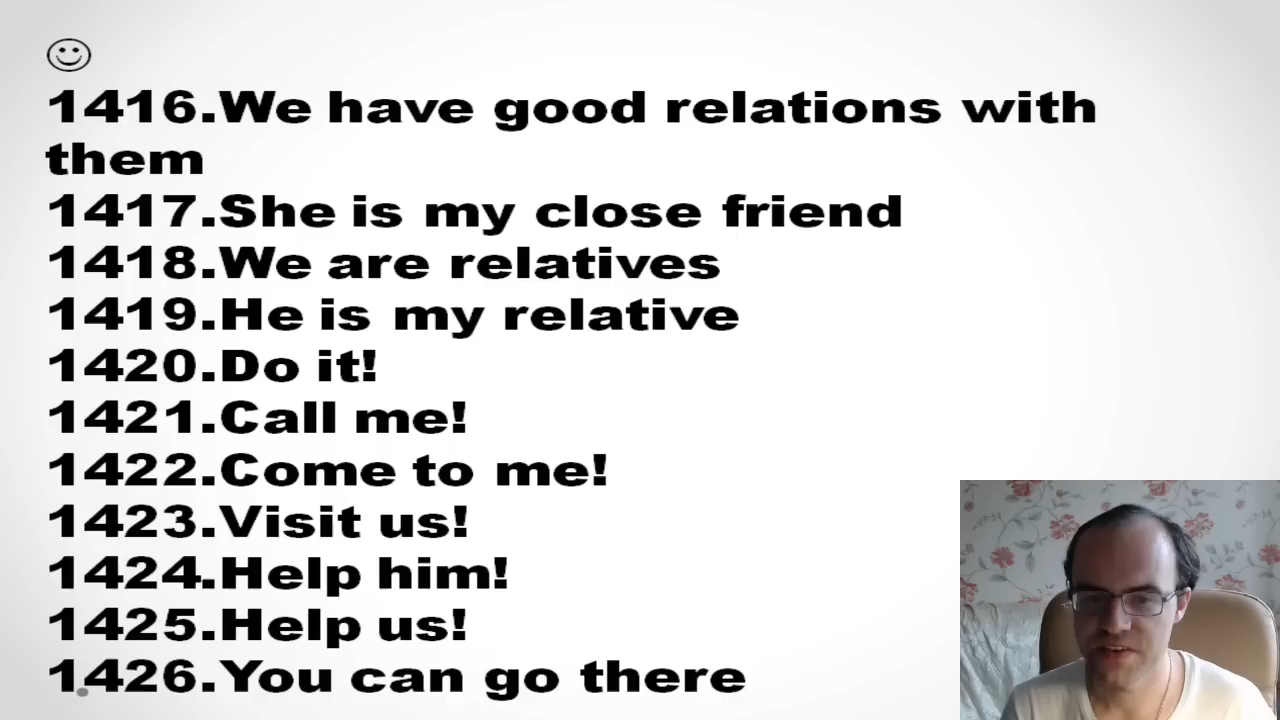 1416.We have good relations with
them
1417.She is my close friend
1418.We are relatives
1419.He is my relative
1420.Do it!
1421.Call me!
1422.Come to me!
1423.Visit us!
1424.Help him!
1425.Help us!
1426.You can go there